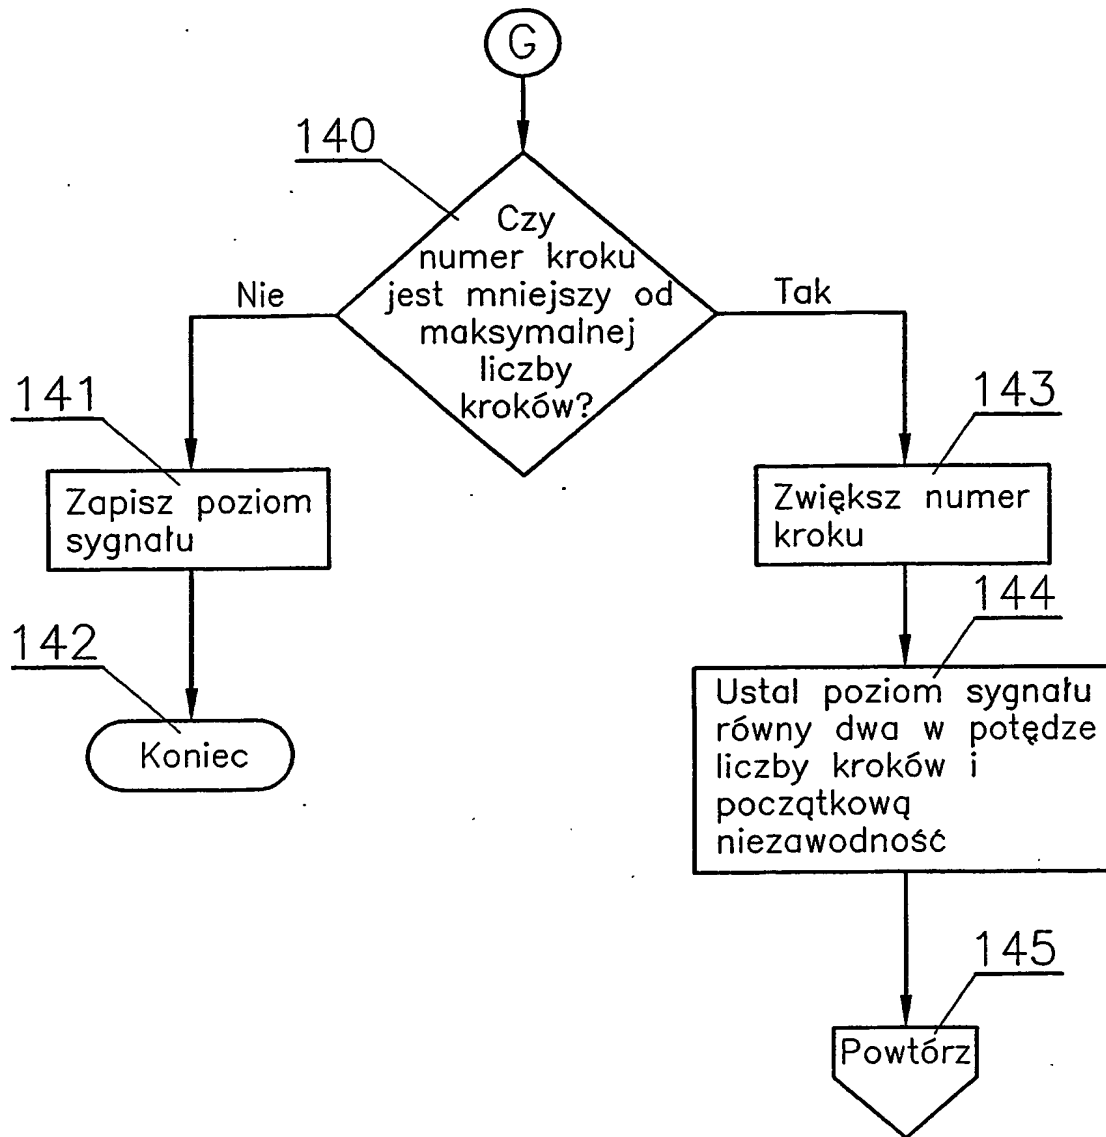 G
140
Czy
numer kroku
jest mniejszy od
maksymalnej
liczby
kroków?
Nie
Tak
141
Zapisz poziom
sygnału
142
Koniec
143
Zwiększ numer
kroku
144
Ustal poziom sygnału
równy dwa w potędze
liczby kroków i
początkową
niezawodność
145
Powtórz